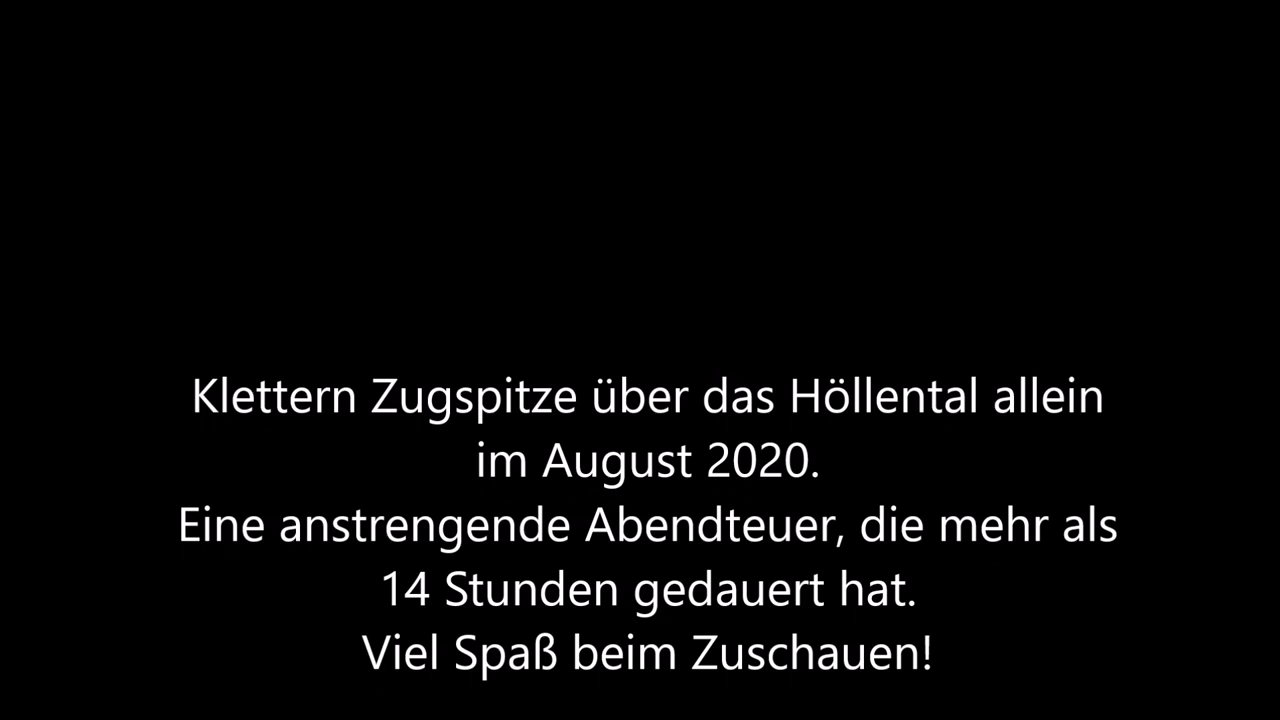 Klettern Zugspitze über das Höllental allein
im August 2020.
Eine anstrengende Abendteuer, die mehr als
14 Stunden gedauert hat.
Viel Spaß beim Zuschauen!